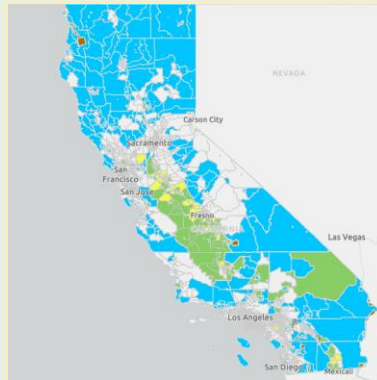 NEVADA
Carson City
Sacramento
San
Francisco
San Jose
Fresno
Las Vegas
Los Angeles
San Diego
Mexicali